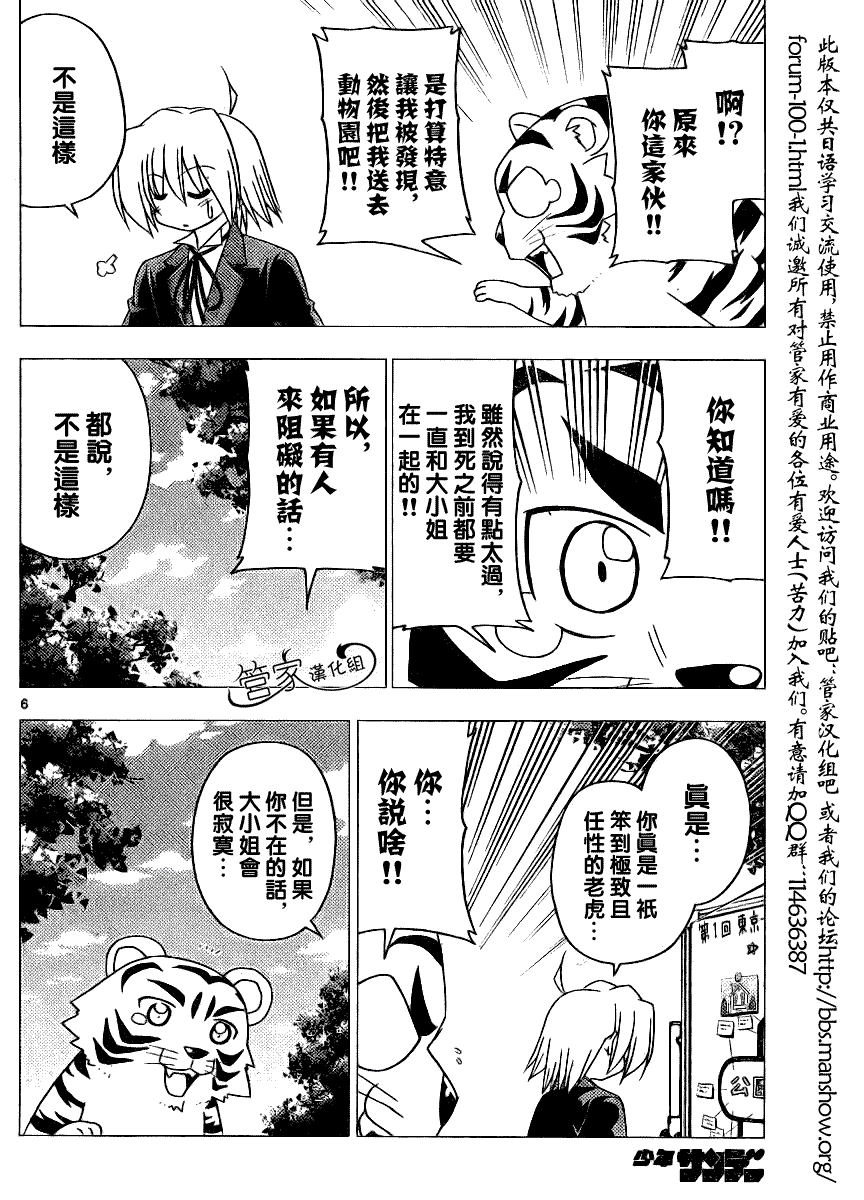 啊!?
原來
你這家伙!!
是打算特意
讓我被發現,
然後把我送去
動物園吧!!
不是這樣
你知道嗎!!
雖然說得有點太過,
我到死之前都要
一直和大小姐
在一起的!!
所以,
如果有人
來阻礙的話…
都說,
不是這樣
管家
漢化組
6
眞是…
你眞是一衹
笨到極致且
任性的老虎…
第1回 東京
公園
你…
你說啥!!
但是,如果
你不在的話,
大小姐會
很寂寞…
少年サンデー
此版本仅共日语学习交流使用,禁止用作商业用途。欢迎访问我们的贴吧:管家汉化组吧 或者我们的论坛http://bbs.manshow.org/
forum-100-1.html我们诚邀所有对管家有爱的各位有爱人士(苦力)加入我们。有意请加QQ群:114636387